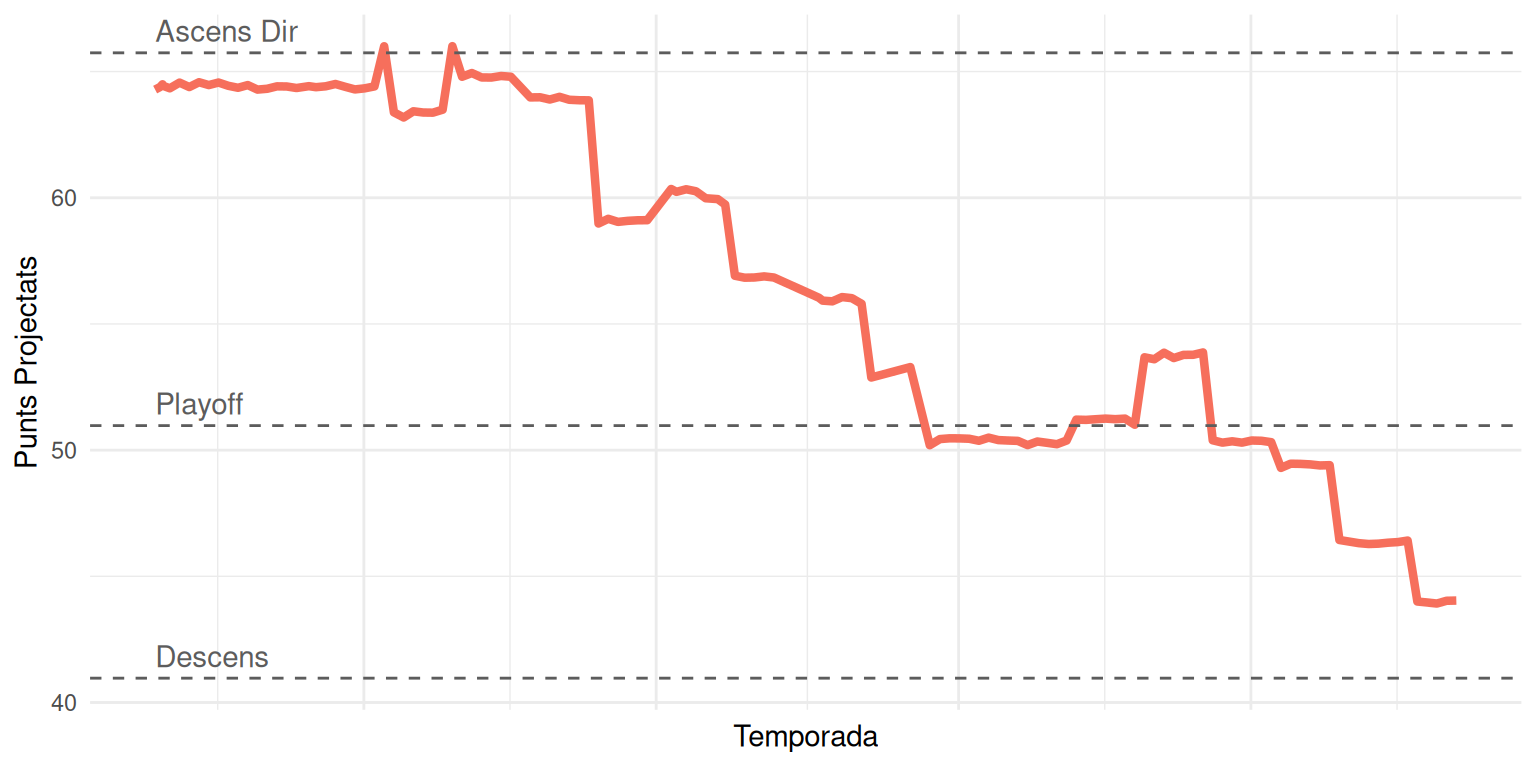 Ascens Dir
60
Playoff
50
Descens
40
Punts Projectats
Temporada